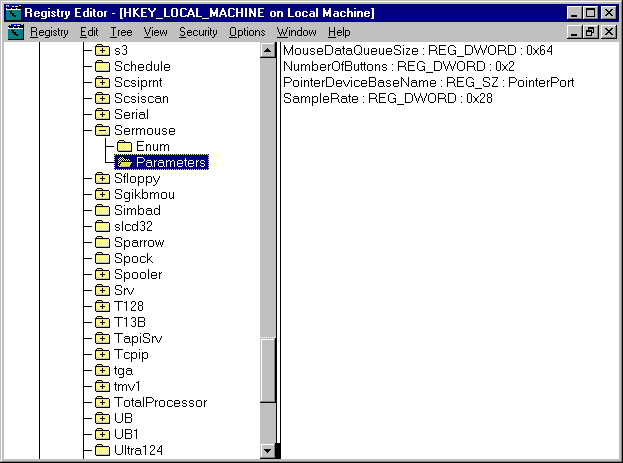 Registry Editor - [HKEY_LOCAL_MACHINE on Local Machine]
Registry Edit Tree View Security Options Window Help
s3
Schedule
Scsiprnt
Scsiscan
Serial
Sermouse
Enum
Parameters
Sfloppy
Sgikbmou
Simbad
slcd32
Sparrow
Spock
Spooler
Srv
T128
T13B
TapiSrv
Tcpip
tga
tmv1
TotalProcessor
UB
UB1
Ultra124
MouseDataQueueSize : REG_DWORD : 0x64
NumberOfButtons : REG_DWORD : 0x2
PointerDeviceBaseName : REG_SZ : PointerPort
SampleRate : REG_DWORD : 0x28